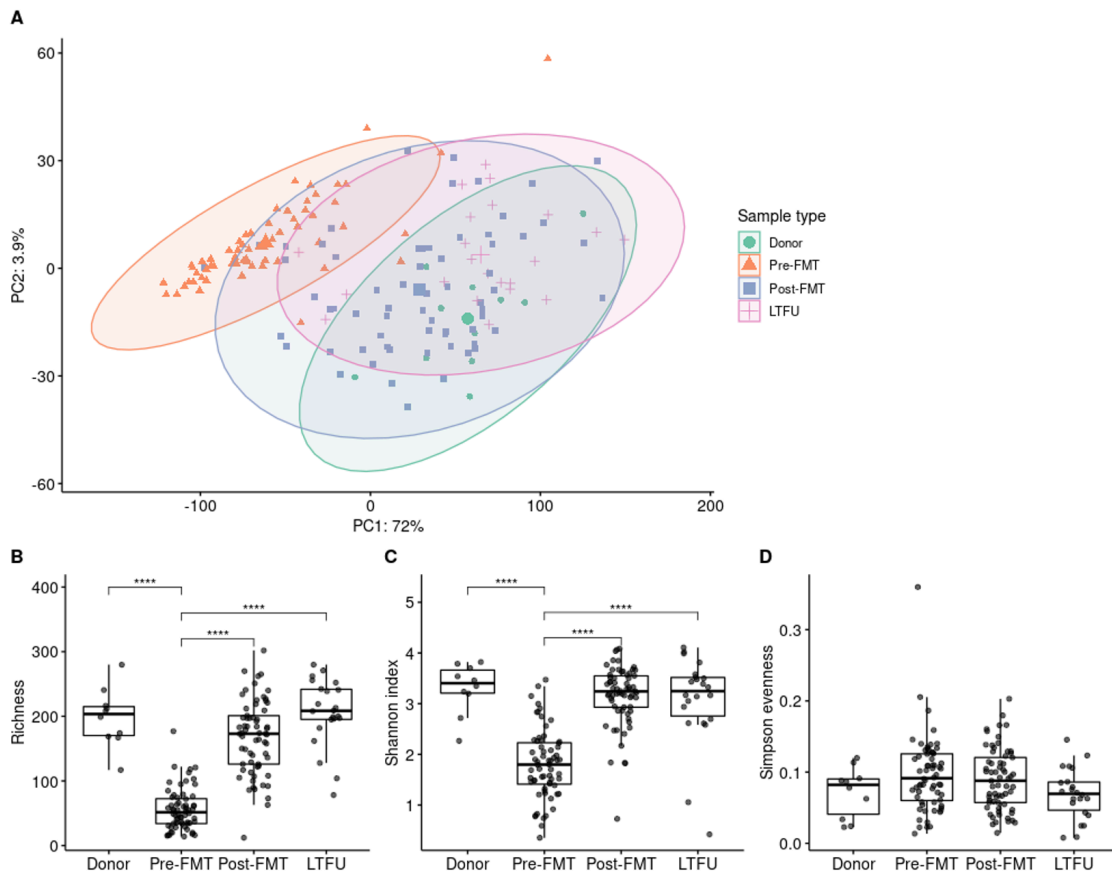 A
60
30
0
-30
-60
PC2: 3.9%
-100
0
100
200
PC1: 72%
Sample type
Donor
Pre-FMT
Post-FMT
LTFU
B
400
300
200
100
0
Richness
****
****
****
Donor
Pre-FMT
Post-FMT
LTFU
C
5
4
3
2
1
Shannon index
****
****
****
Donor
Pre-FMT
Post-FMT
LTFU
D
0.3
0.2
0.1
0.0
Simpson evenness
Donor
Pre-FMT
Post-FMT
LTFU